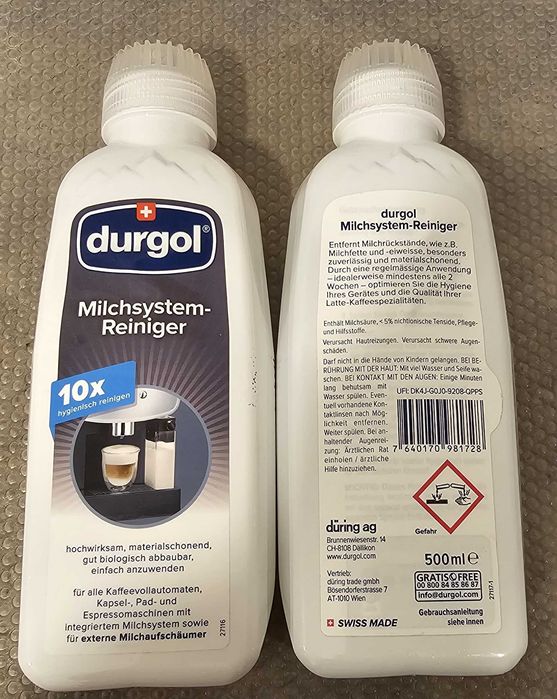 durgol®
Milchsystem-
Reiniger
10x
hygienisch reinigen
hochwirksam, materialschonend,
gut biologisch abbaubar,
einfach anzuwenden
für alle Kaffeevollautomaten,
Kapsel-, Pad- und
Espressomaschinen mit
integriertem Milchsystem sowie
für externe Milchaufschäumer
27116
durgol
Milchsystem-Reiniger
Entfernt Milchrückstände, wie z.B.
Milchfette und -eiweisse, besonders
zuverlässig und materialschonend.
Durch eine regelmässige Anwendung
– idealerweise mindestens alle 2
Wochen – optimieren Sie die Hygiene
Ihres Gerätes und die Qualität Ihrer
Latte-Kaffeespezialitäten.
Enthält Milchsäure, < 5% nichtionische Tenside, Pflege-
und Hilfsstoffe.
Verursacht Hautreizungen. Verursacht schwere Augen-
schäden.
Darf nicht in die Hände von Kindern gelangen. BEI BE-
RÜHRUNG MIT DER HAUT: Mit viel Wasser und Seife wa-
schen. BEI KONTAKT MIT DEN AUGEN: Einige Minuten
lang behutsam mit
Wasser spülen. Even-
tuell vorhandene Kon-
taktlinsen nach Mög-
lichkeit entfernen.
Weiter spülen. Bei an-
haltender Augenrei-
zung: Ärztlichen Rat
einholen / ärztliche
Hilfe hinzuziehen.
UFI: DK4J-G0J0-9208-QPPS
7 640170 981728
Gefahr
düring ag
Brunnenwiesenstr. 14
CH-8108 Dällikon
www.durgol.com
Vertrieb:
düring trade gmbh
Bösendorferstrasse 7
AT-1010 Wien
SWISS MADE
500ml e
GRATIS FREE
00 800 84 85 86 87
info@durgol.com
Gebrauchsanleitung
siehe innen
27117-1